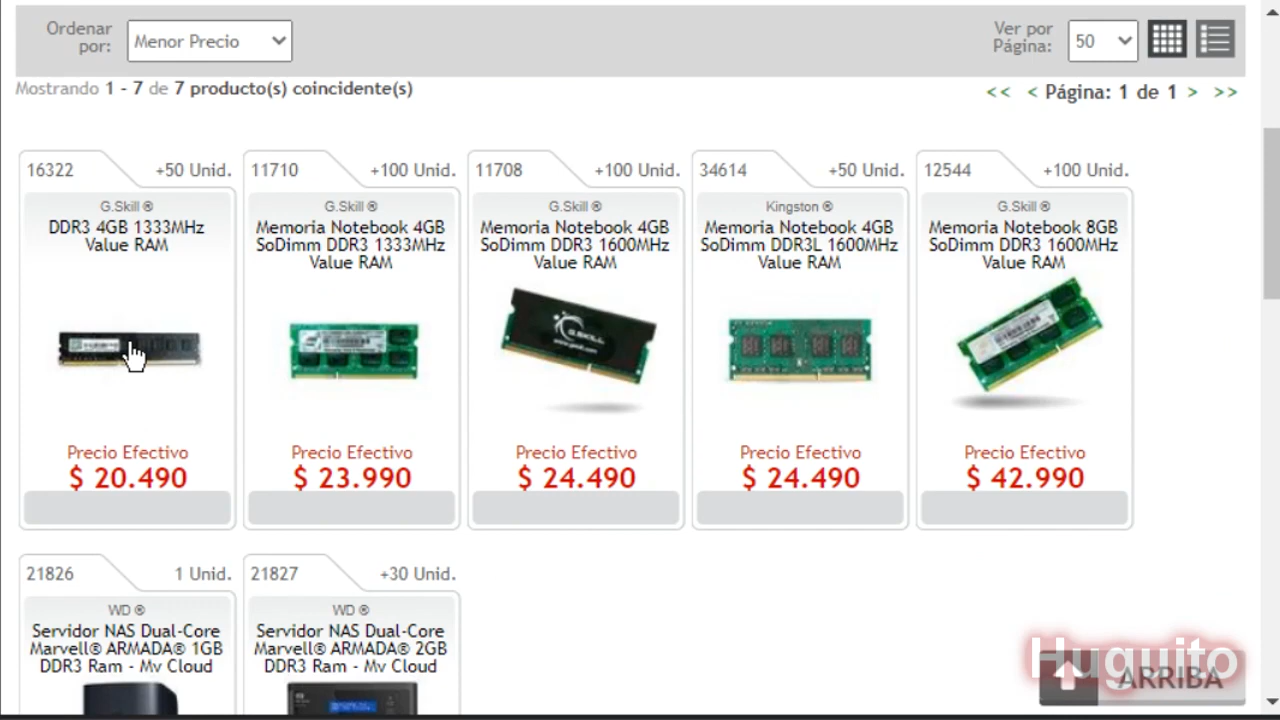 Ordenar
por:
Menor Precio
Ver por
Página:
50
Mostrando 1 - 7 de 7 producto(s) coincidente(s)
<< < Página: 1 de 1 > >>
16322 +50 Unid.
G.Skill ®
DDR3 4GB 1333MHz
Value RAM
Precio Efectivo
$ 20.490
11710 +100 Unid.
G.Skill ®
Memoria Notebook 4GB
SoDimm DDR3 1333MHz
Value RAM
Precio Efectivo
$ 23.990
11708 +100 Unid.
G.Skill ®
Memoria Notebook 4GB
SoDimm DDR3 1600MHz
Value RAM
G.SKILL
Precio Efectivo
$ 24.490
34614 +50 Unid.
Kingston ®
Memoria Notebook 4GB
SoDimm DDR3L 1600MHz
Value RAM
Precio Efectivo
$ 24.490
12544 +100 Unid.
G.Skill ®
Memoria Notebook 8GB
SoDimm DDR3 1600MHz
Value RAM
Precio Efectivo
$ 42.990
21826 1 Unid.
WD ®
Servidor NAS Dual-Core
Marvell® ARMADA® 1GB
DDR3 Ram - My Cloud
21827 +30 Unid.
WD ®
Servidor NAS Dual-Core
Marvell® ARMADA® 2GB
DDR3 Ram - My Cloud
Huguito
ARRIBA